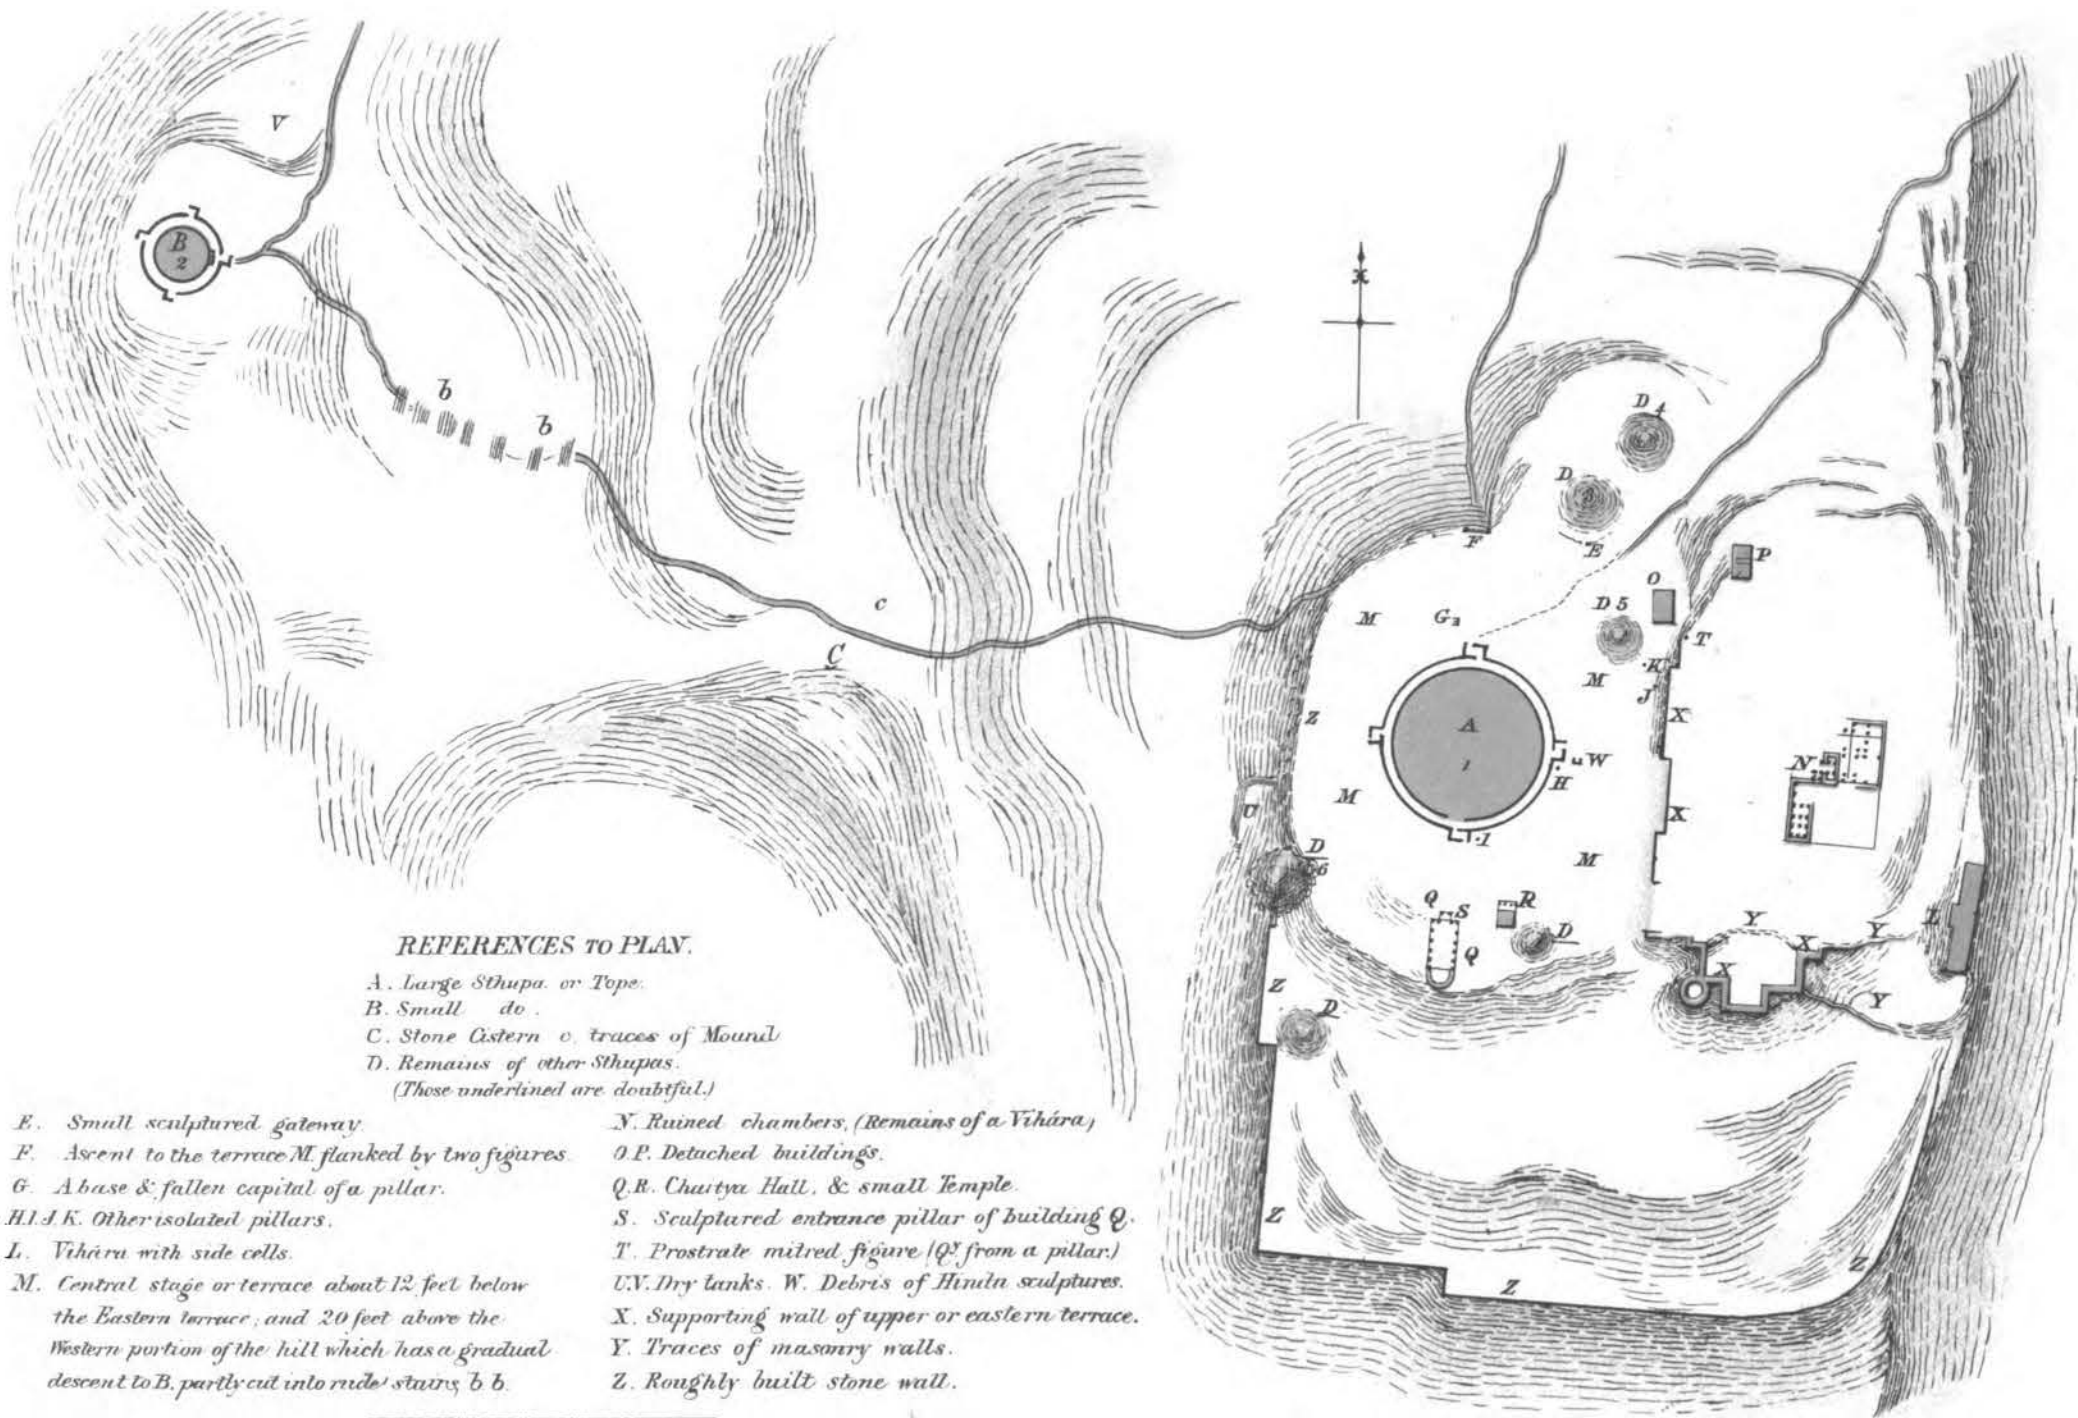 V
B
2
b
b
D 4
D
3
F
E
P
O
D 5
c
M
G a
T
C
K
M
J
Z
A
X
1
W
N
H
M
U
X
I
D
6
M
Q
S
R
Y
Y
L
D
X
Q
X
Z
Y
D
Z
Z
Z
REFERENCES TO PLAN.
A. Large Sthupa or Tope.
B. Small do.
C. Stone Cistern c. traces of Mound
D. Remains of other Sthupas.
(Those underlined are doubtful.)
E. Small sculptured gateway.
F. Ascent to the terrace M. flanked by two figures.
G. A base & fallen capital of a pillar.
H.I.J.K. Other isolated pillars.
L. Vihára with side cells.
M. Central stage or terrace about 12 feet below
the Eastern terrace; and 20 feet above the
Western portion of the hill which has a gradual
descent to B. partly cut into rude stairs, b b.
N. Ruined chambers, (Remains of a Vihára)
O.P. Detached buildings.
Q.R. Chaitya Hall, & small Temple.
S. Sculptured entrance pillar of building Q.
T. Prostrate mitred figure (Qy from a pillar.)
U.V. Dry tanks. W. Debris of Hindu sculptures.
X. Supporting wall of upper or eastern terrace.
Y. Traces of masonry walls.
Z. Roughly built stone wall.